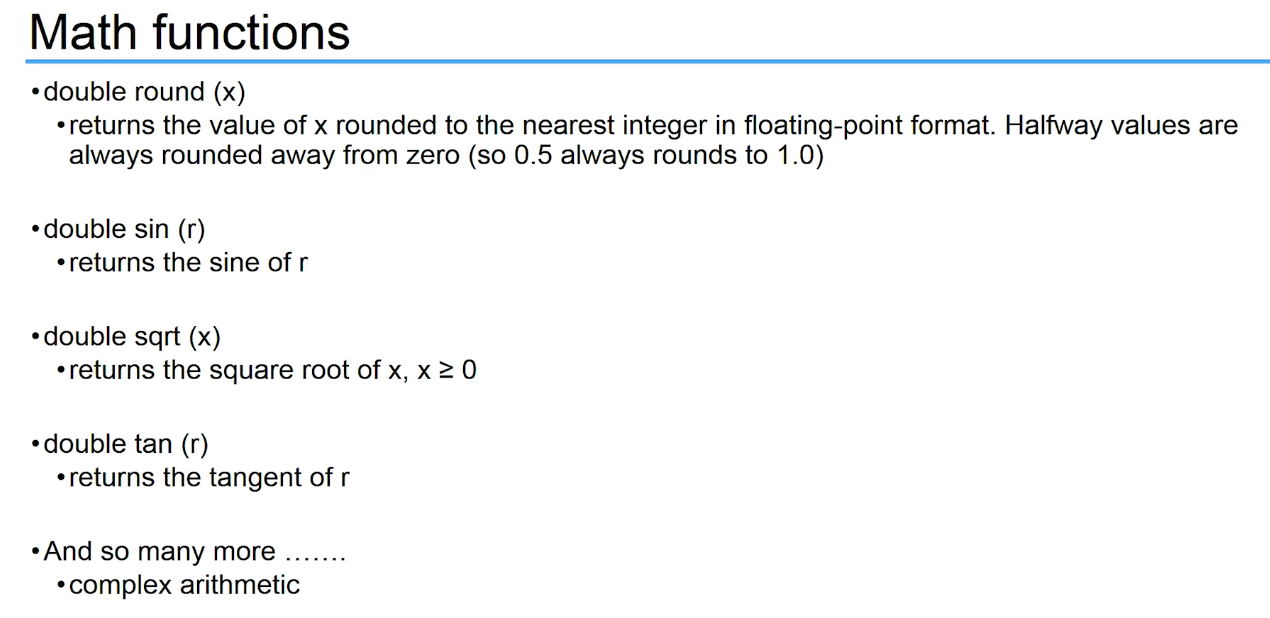 Math functions
•double round (x)
•returns the value of x rounded to the nearest integer in floating-point format. Halfway values are
always rounded away from zero (so 0.5 always rounds to 1.0)
•double sin (r)
•returns the sine of r
•double sqrt (x)
•returns the square root of x, x ≥ 0
•double tan (r)
•returns the tangent of r
•And so many more …….
•complex arithmetic